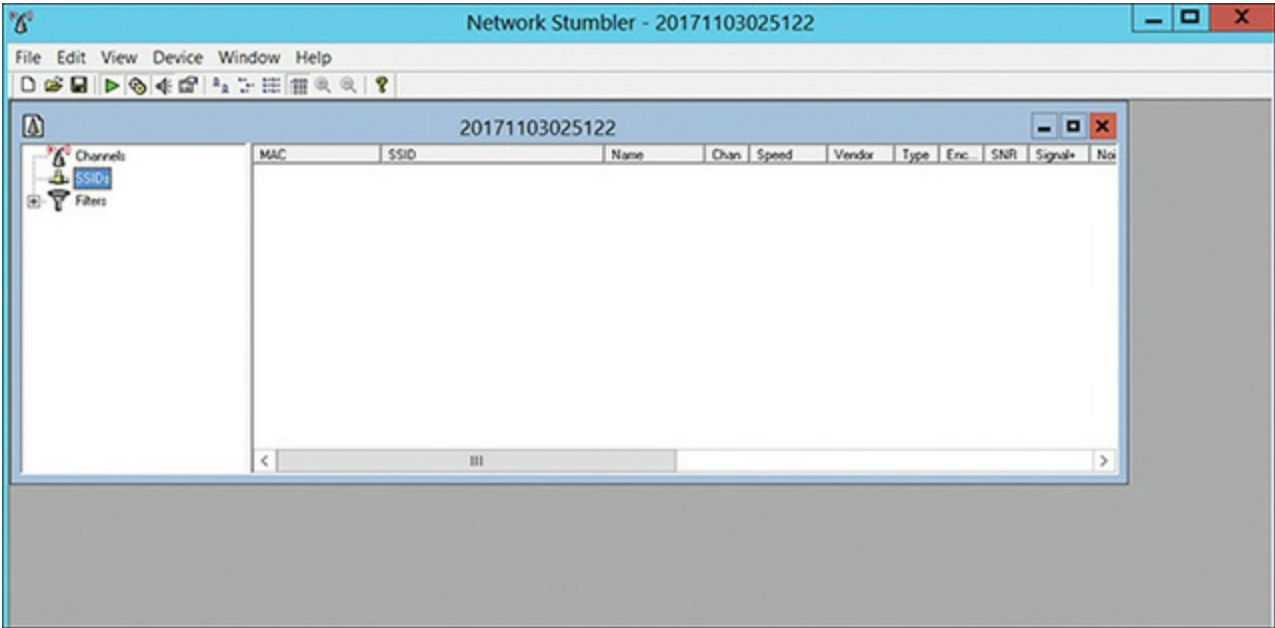 Network Stumbler - 20171103025122
File Edit View Device Window Help
20171103025122
Channels
SSIDs
Filters
MAC SSID Name Chan Speed Vendor Type Enc... SNR Signal+ Noi